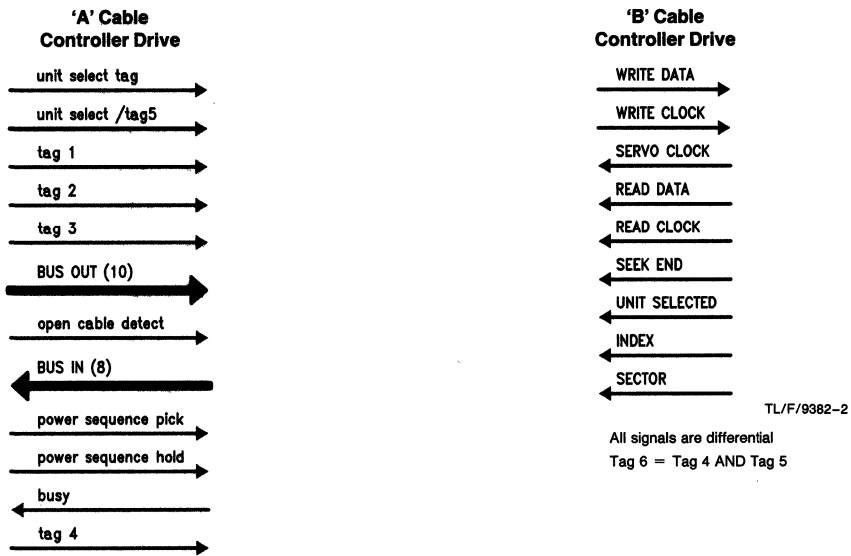 'A' Cable
Controller Drive
unit select tag
unit select /tag5
tag 1
tag 2
tag 3
BUS OUT (10)
open cable detect
BUS IN (8)
power sequence pick
power sequence hold
busy
tag 4
'B' Cable
Controller Drive
WRITE DATA
WRITE CLOCK
SERVO CLOCK
READ DATA
READ CLOCK
SEEK END
UNIT SELECTED
INDEX
SECTOR
TL/F/9382–2
All signals are differential
Tag 6 = Tag 4 AND Tag 5